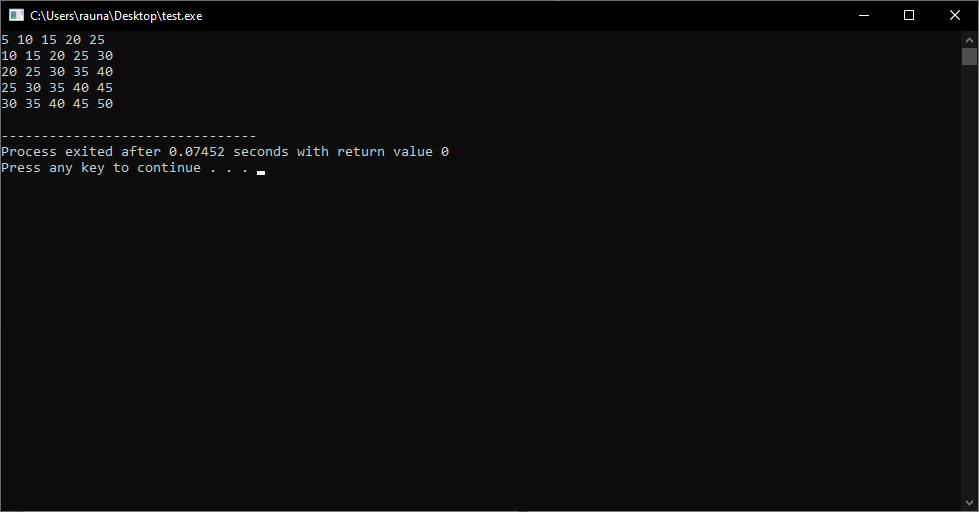 C:\Users\rauna\Desktop\test.exe
5 10 15 20 25
10 15 20 25 30
20 25 30 35 40
25 30 35 40 45
30 35 40 45 50
--------------------------------
Process exited after 0.07452 seconds with return value 0
Press any key to continue . . .